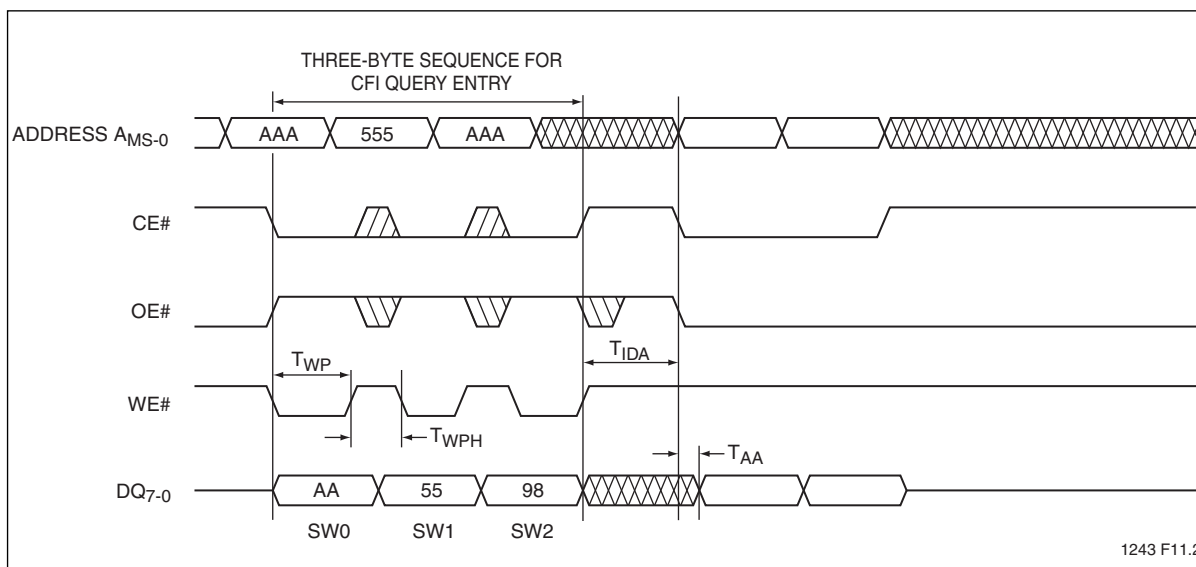 THREE-BYTE SEQUENCE FOR
CFI QUERY ENTRY
ADDRESS AMS-0
AAA 555 AAA
CE#
OE#
TWP
TIDA
WE#
TWPH
TAA
DQ7-0
AA 55 98
SW0 SW1 SW2
1243 F11.2